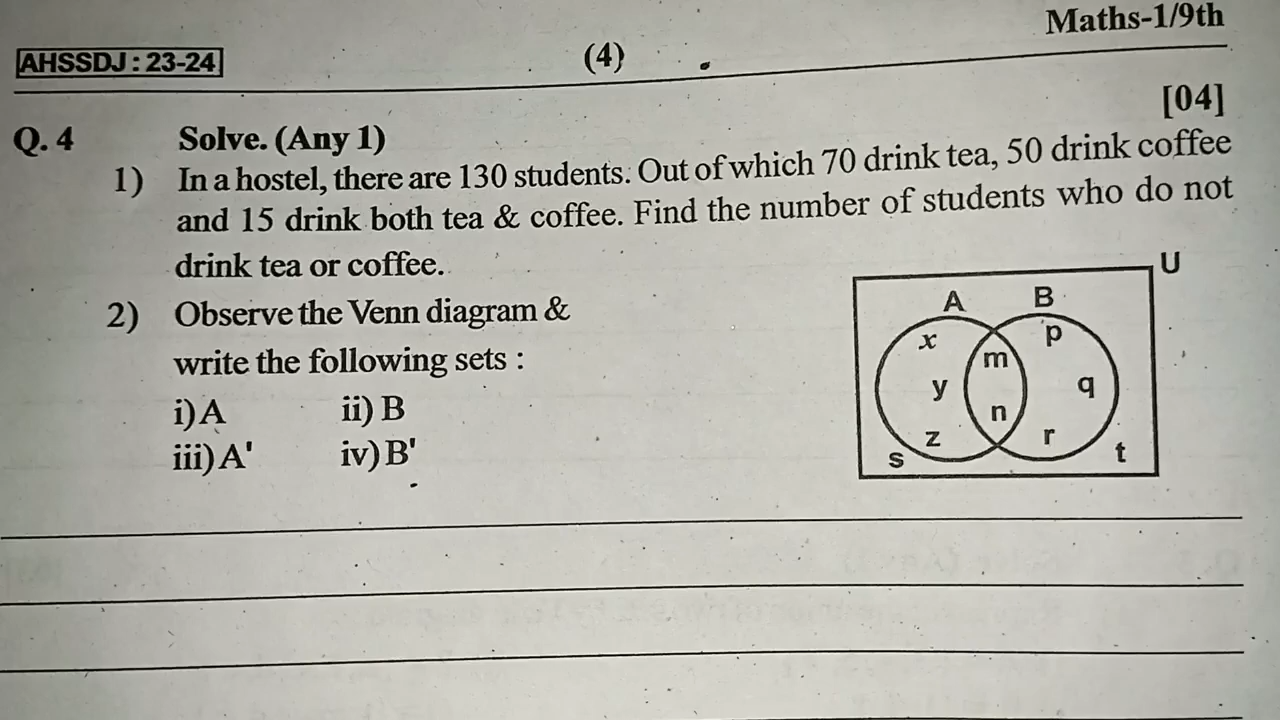 Maths-1/9th
AHSSDJ : 23-24
(4)
[04]
Q. 4 Solve. (Any 1)
1) In a hostel, there are 130 students. Out of which 70 drink tea, 50 drink coffee
and 15 drink both tea & coffee. Find the number of students who do not
drink tea or coffee.
2) Observe the Venn diagram &
write the following sets :
i) A ii) B
iii) A' iv) B'
U
A B
x m p
y q
n
z r
s t